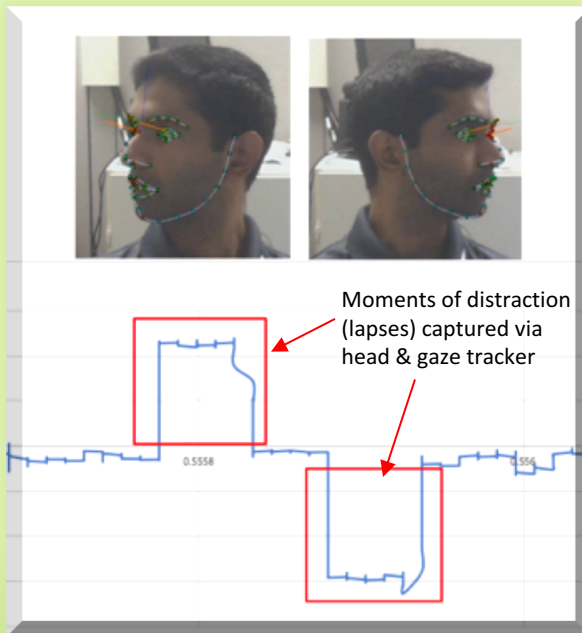 Moments of distraction
(lapses) captured via
head & gaze tracker
0.5558
0.556